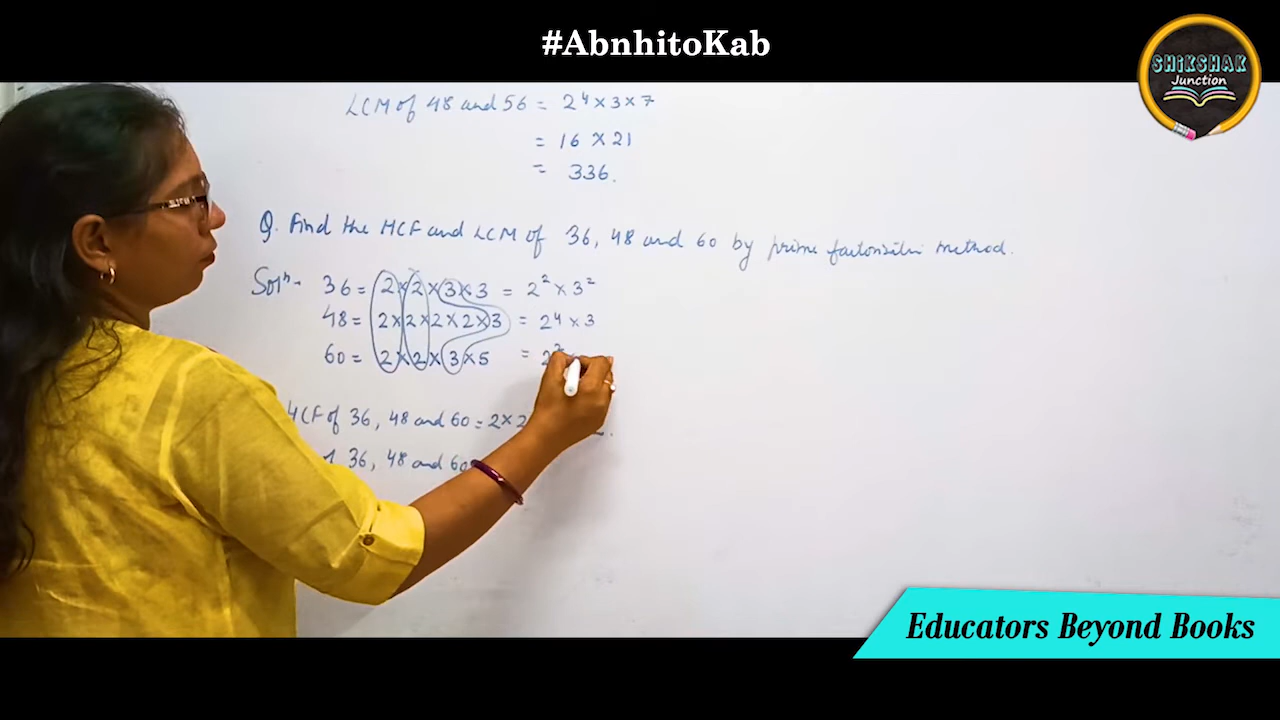 #AbnhitoKab
SHiKSHAK
Junction
LCM of 48 and 56 = 2⁴ × 3 × 7
= 16 × 21
= 336.
Q. Find the HCF and LCM of 36, 48 and 60 by prime method.
Solⁿ- 36 = 2 × 2 × 3 × 3 = 2² × 3²
48 = 2 × 2 × 2 × 2 × 3 = 2⁴ × 3
60 = 2 × 2 × 3 × 5 = 2²
HCF of 36, 48 and 60 = 2 × 2
36, 48 and 60
Educators Beyond Books